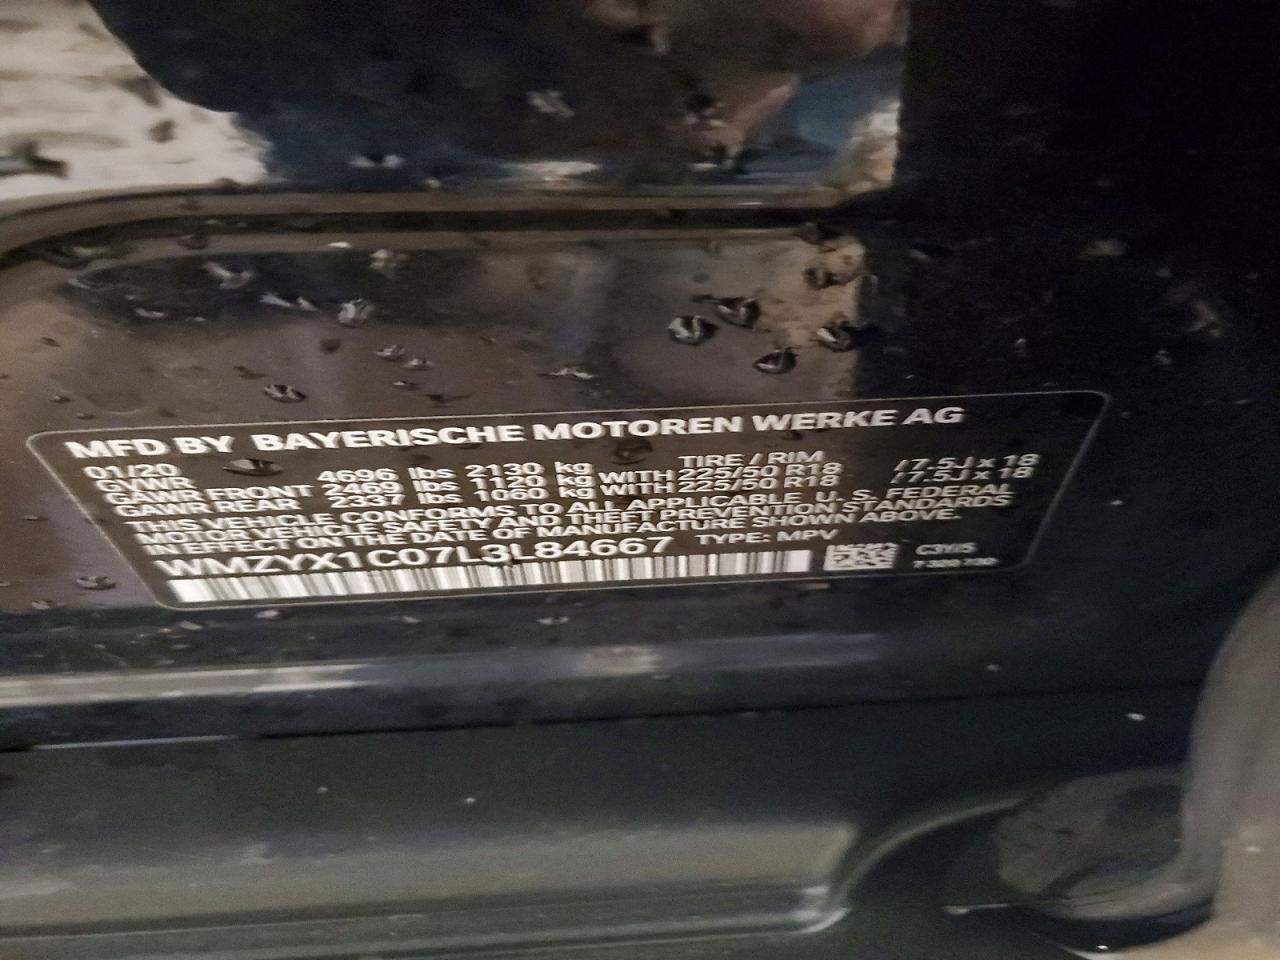 MFD BY BAYERISCHE MOTOREN WERKE AG
01/20 TIRE / RIM
GVWR 4696 lbs 2130 kg
GAWR FRONT 2469 lbs 1120 kg WITH 225/50 R18 / 7.5J x 18
GAWR REAR 2337 lbs 1060 kg WITH 225/50 R18 / 7.5J x 18
THIS VEHICLE CONFORMS TO ALL APPLICABLE U. S. FEDERAL
MOTOR VEHICLE SAFETY AND THEFT PREVENTION STANDARDS
IN EFFECT ON THE DATE OF MANUFACTURE SHOWN ABOVE.
WMZYX1C07L3L84667 TYPE: MPV